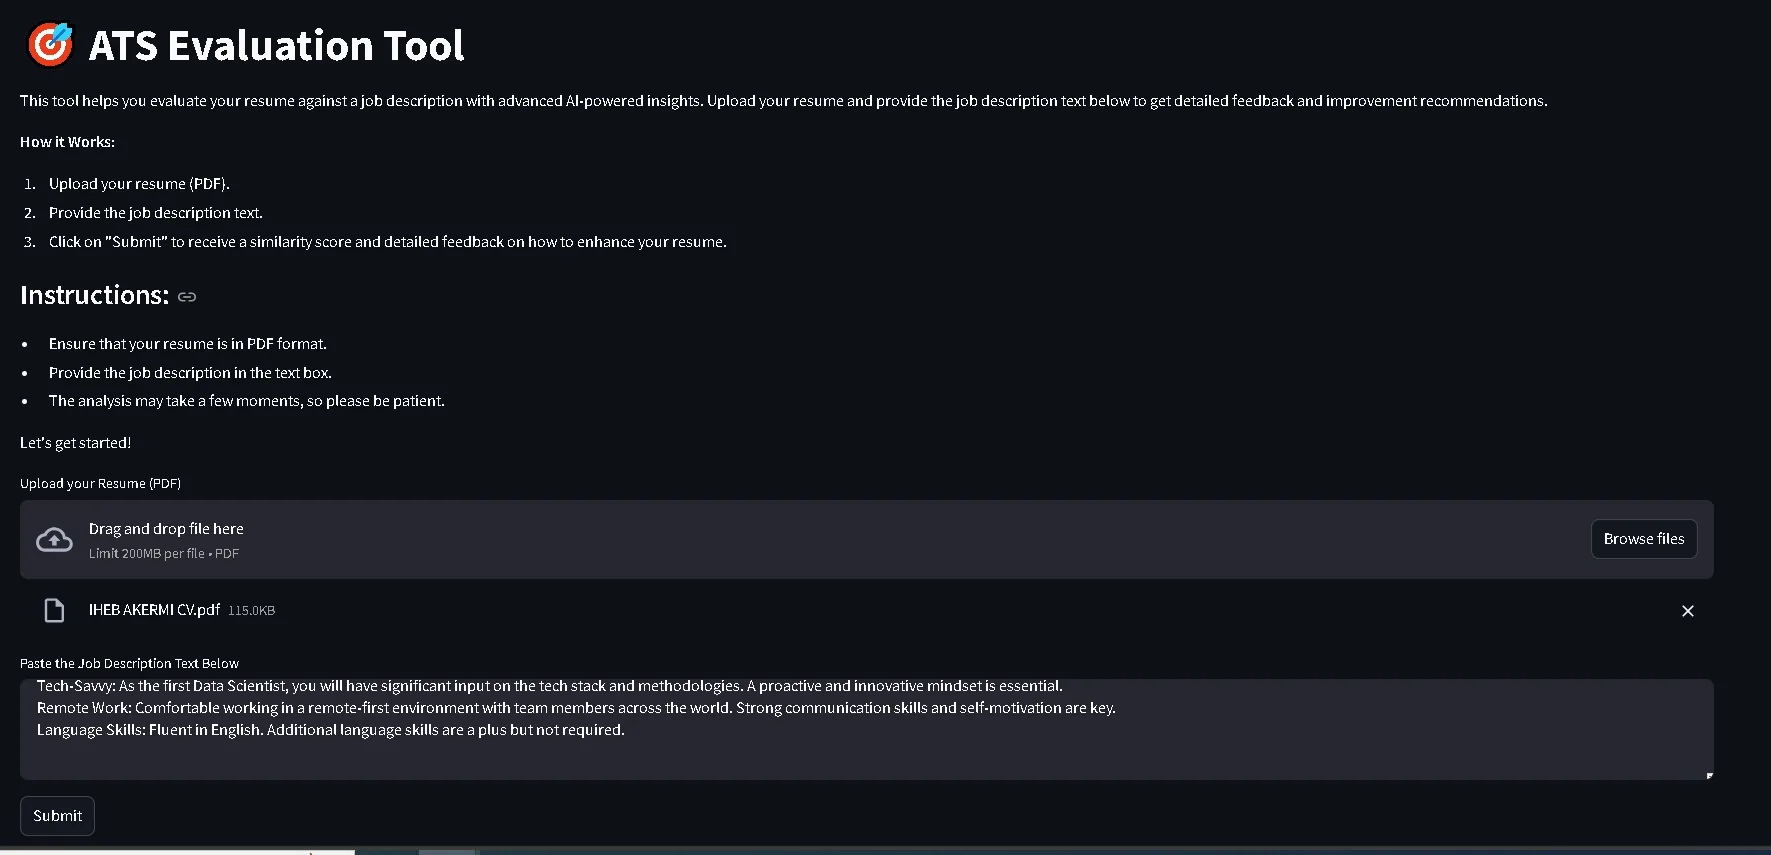 ATS Evaluation Tool
This tool helps you evaluate your resume against a job description with advanced AI-powered insights. Upload your resume and provide the job description text below to get detailed feedback and improvement recommendations.
How it Works:
1. Upload your resume (PDF).
2. Provide the job description text.
3. Click on "Submit" to receive a similarity score and detailed feedback on how to enhance your resume.
Instructions:
• Ensure that your resume is in PDF format.
• Provide the job description in the text box.
• The analysis may take a few moments, so please be patient.
Let's get started!
Upload your Resume (PDF)
Drag and drop file here
Limit 200MB per file • PDF
Browse files
IHEB AKERMI CV.pdf 115.0KB
Paste the Job Description Text Below
Tech-Savvy: As the first Data Scientist, you will have significant input on the tech stack and methodologies. A proactive and innovative mindset is essential.
Remote Work: Comfortable working in a remote-first environment with team members across the world. Strong communication skills and self-motivation are key.
Language Skills: Fluent in English. Additional language skills are a plus but not required.
Submit